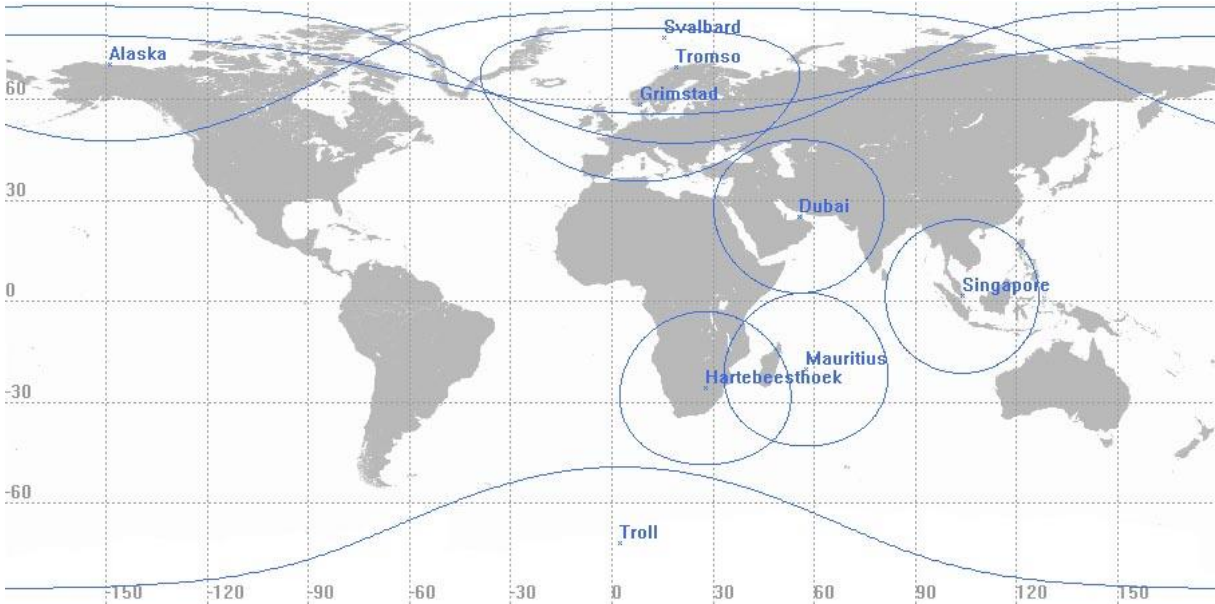 Svalbard
Alaska
Tromso
60
Grimstad
30
Dubai
0
Singapore
Mauritius
Hartebeesthoek
-30
-60
Troll
-150 -120 -90 -60 -30 0 30 60 90 120 150